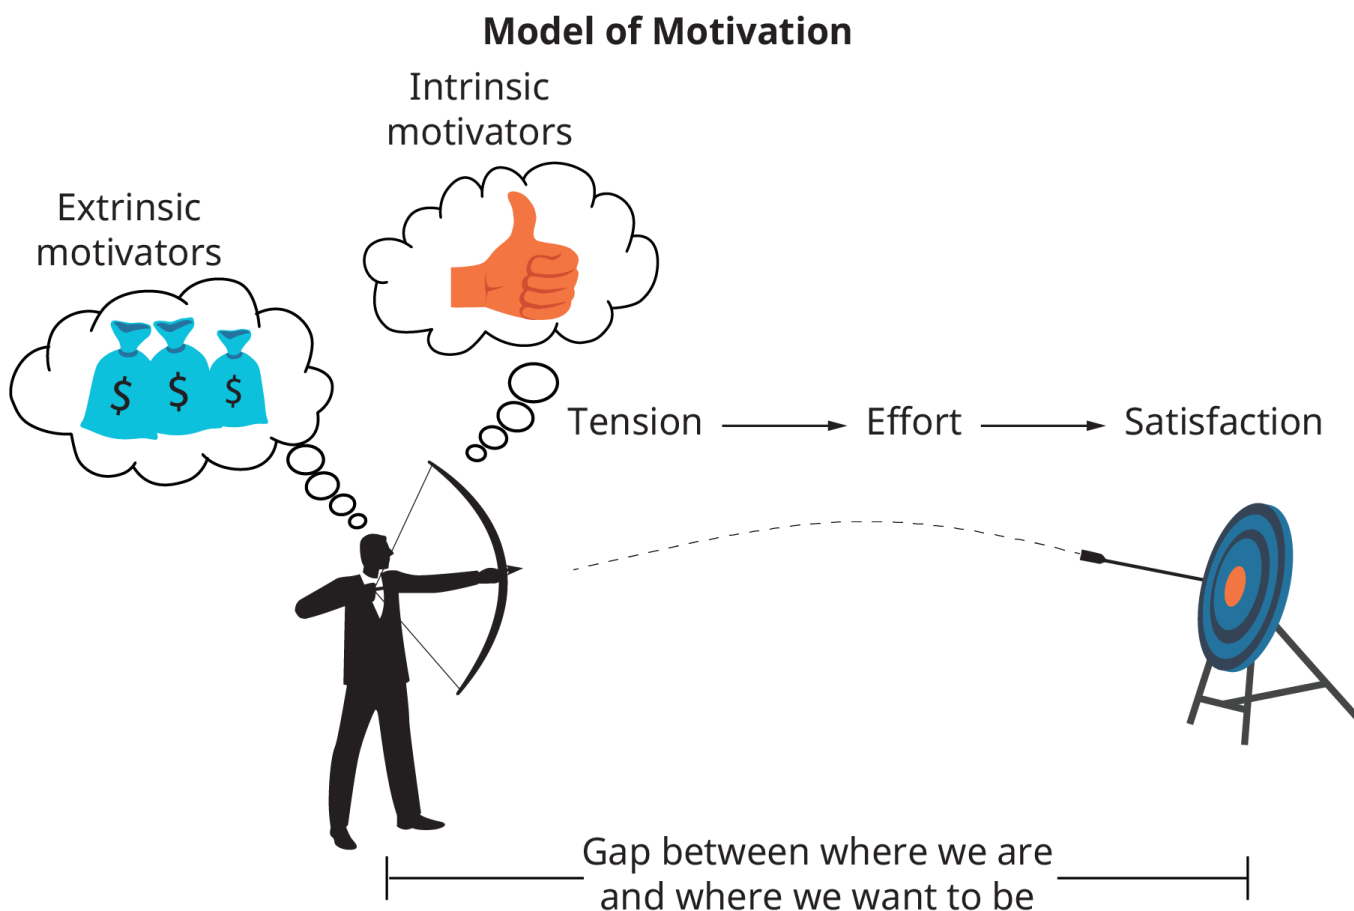 Model of Motivation
Intrinsic
motivators
Extrinsic
motivators
$ $ $
Tension Effort Satisfaction
Gap between where we are
and where we want to be